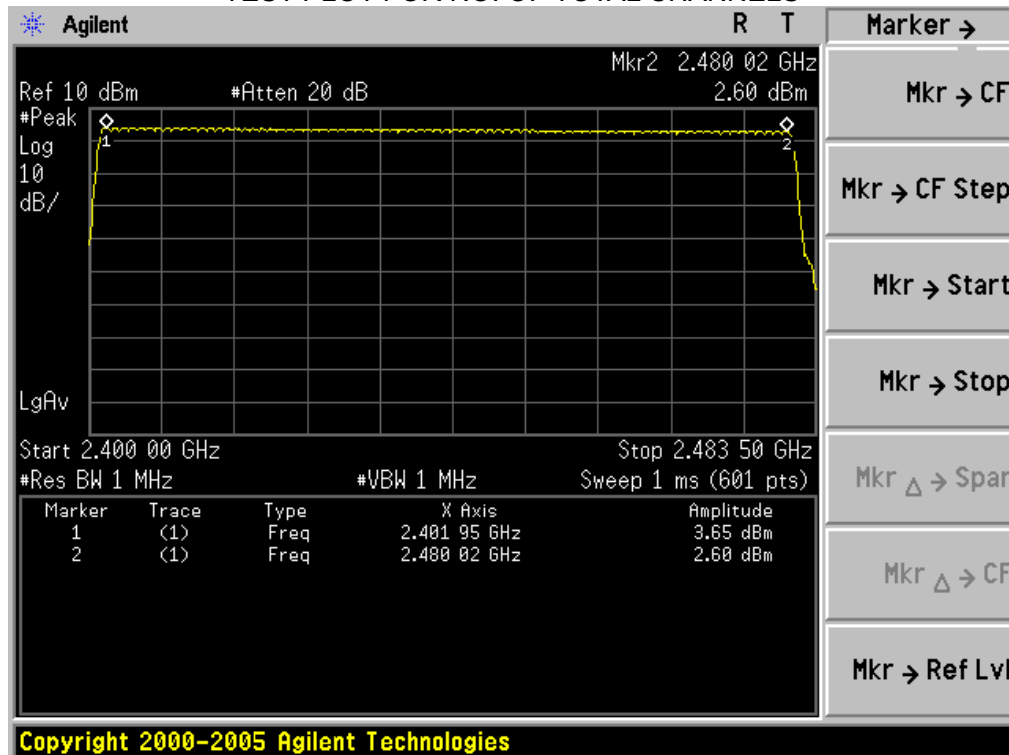 Agilent R T
Mkr2 2.480 02 GHz
Ref 10 dBm #Atten 20 dB 2.60 dBm
#Peak
Log
10
dB/
1
2
LgAv
Start 2.400 00 GHz Stop 2.483 50 GHz
#Res BW 1 MHz #VBW 1 MHz Sweep 1 ms (601 pts)
Marker Trace Type X Axis Amplitude
1 (1) Freq 2.401 95 GHz 3.65 dBm
2 (1) Freq 2.480 02 GHz 2.60 dBm
Marker →
Mkr → CF
Mkr → CF Step
Mkr → Start
Mkr → Stop
Mkr Δ → Span
Mkr Δ → CF
Mkr → Ref Lvl
Copyright 2000-2005 Agilent Technologies